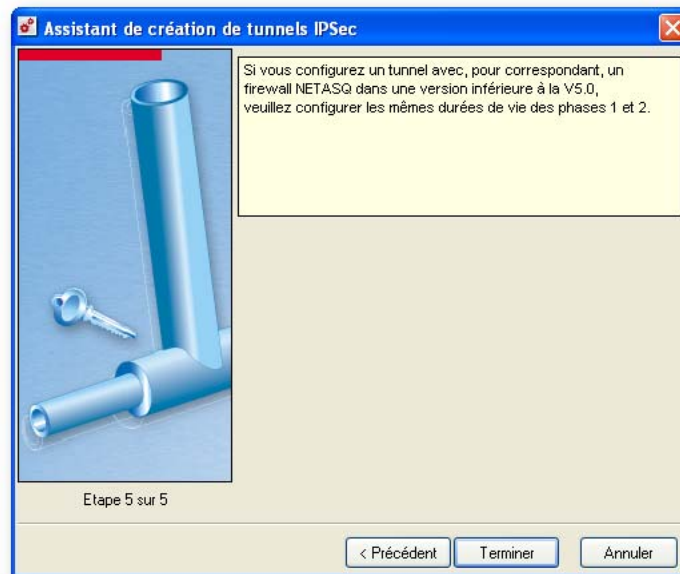 Assistant de création de tunnels IPSec
Si vous configurez un tunnel avec, pour correspondant, un
firewall NETASQ dans une version inférieure à la V5.0,
veuillez configurer les mêmes durées de vie des phases 1 et 2.
Etape 5 sur 5
< Précédent
Terminer
Annuler